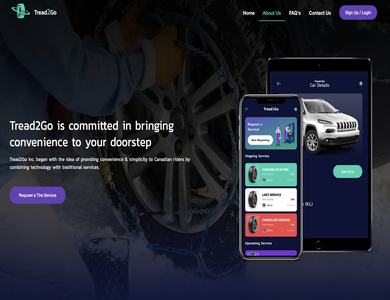 Tread2Go
Home
About Us
FAQ's
Contact Us
Sign Up / Login
Tread2Go is committed in bringing
convenience to your doorstep
Tread2Go Inc. began with the idea of providing convenience & simplicity to Canadian riders by
combining technology with traditional services
Request a Tire Service
Tread2Go
Request a
Service!
Start Requesting
Ongoing Service
LAST SERVICE
CANCELLED SERVICE
Upcoming Service
Car Details
Service
(XL)